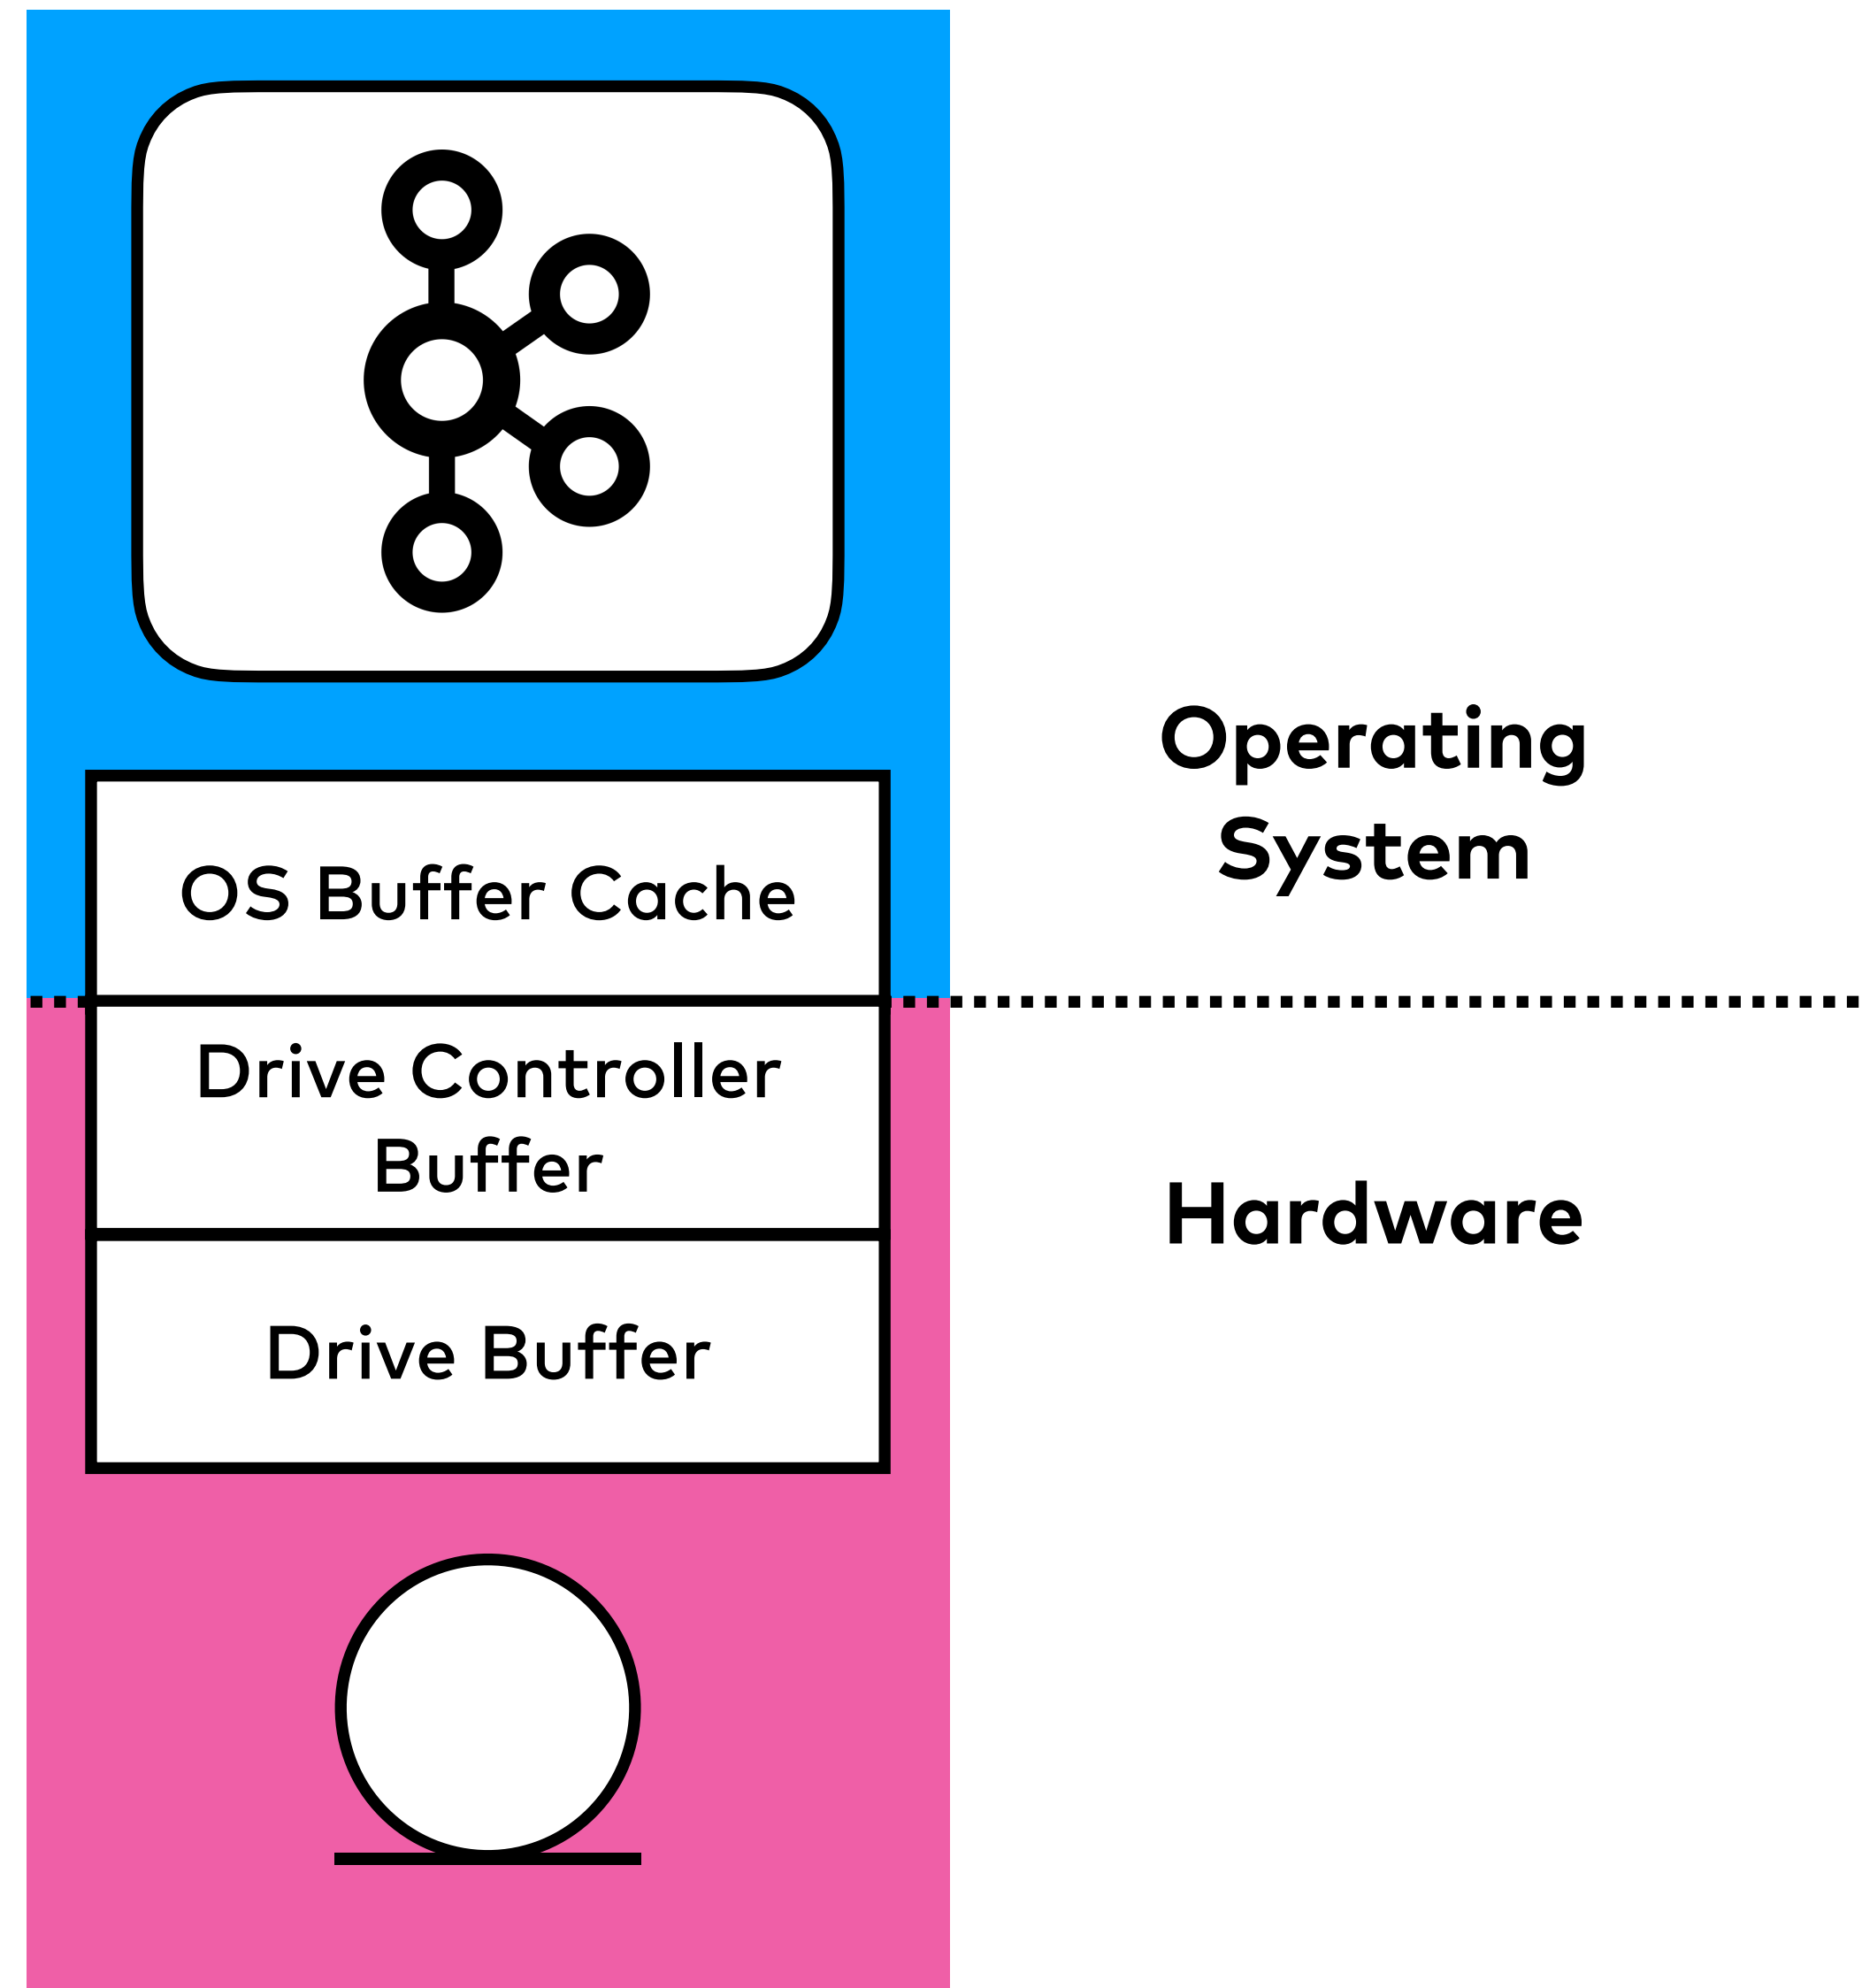 Operating
System
OS Buffer Cache
Drive Controller
Buffer
Hardware
Drive Buffer